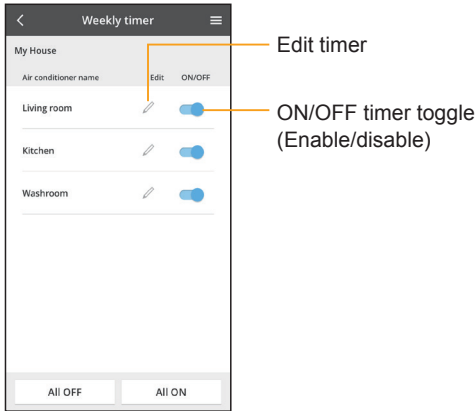 Weekly timer
My House
Air conditioner name Edit ON/OFF
Living room
Kitchen
Washroom
All OFF All ON
Edit timer
ON/OFF timer toggle
(Enable/disable)